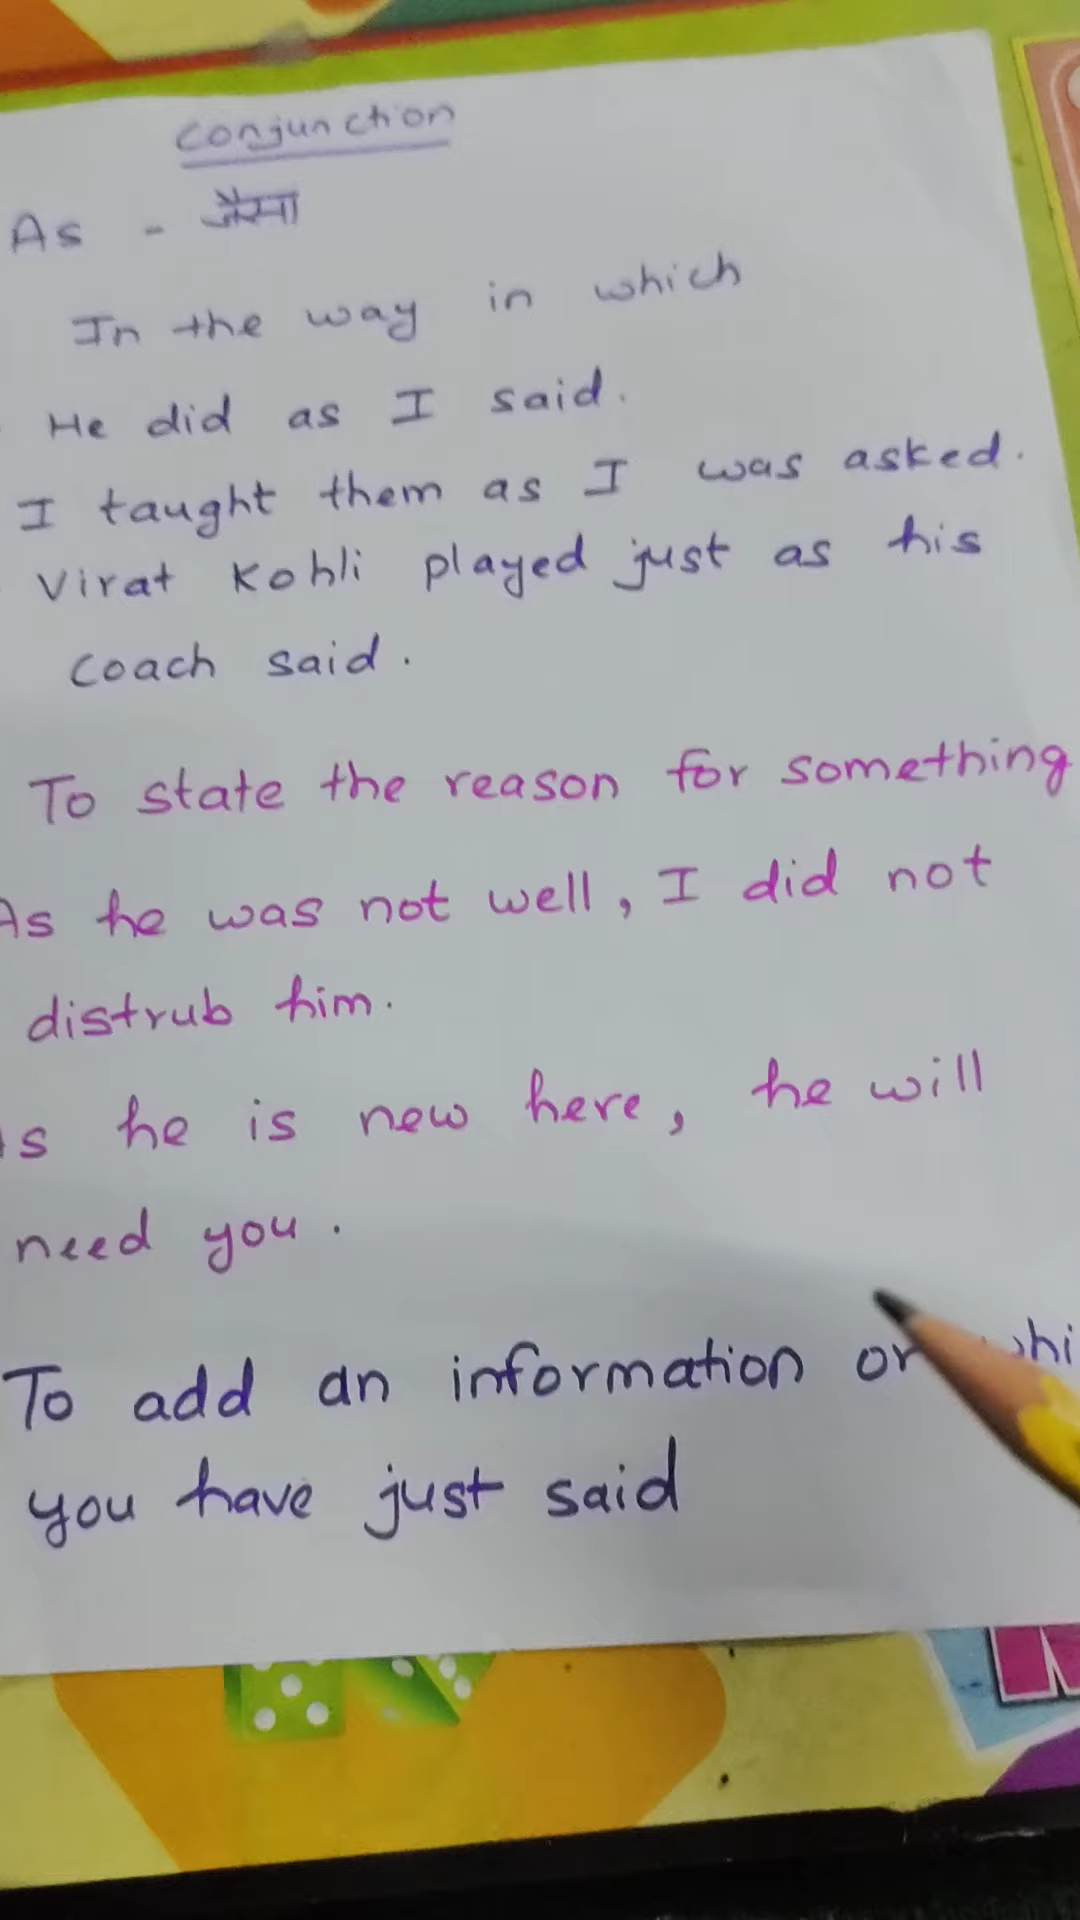 Conjunction
As - जैसा
In the way in which
He did as I said.
I taught them as I was asked.
Virat Kohli played just as his
Coach said.
To state the reason for something
As he was not well, I did not
distrub him.
As he is new here, he will
need you.
To add an information or
you have just said